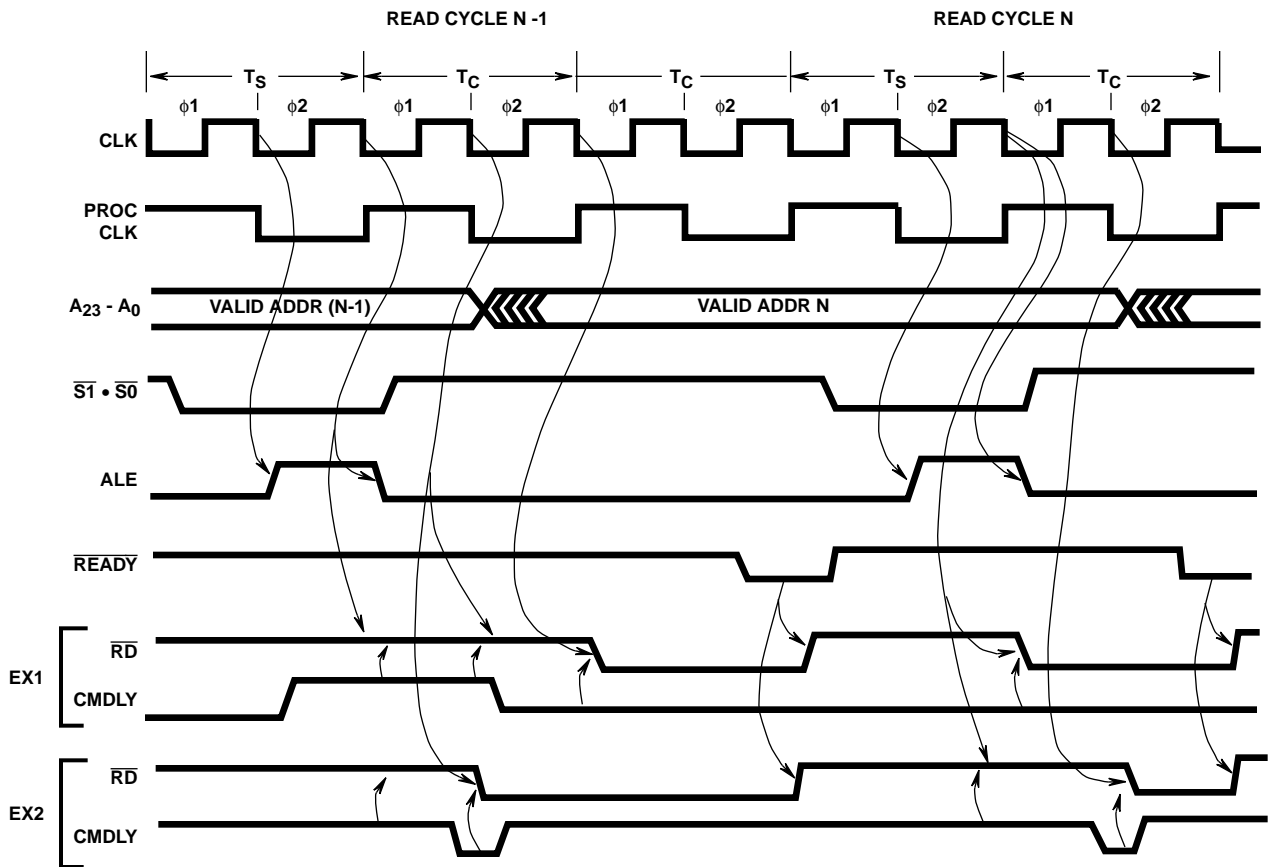 READ CYCLE N -1 READ CYCLE N
TS TC TC TS TC
ϕ1 ϕ2 ϕ1 ϕ2 ϕ1 ϕ2 ϕ1 ϕ2 ϕ1 ϕ2
CLK
PROC
CLK
A23 - A0 VALID ADDR (N-1) VALID ADDR N
S1 • S0
ALE
READY
EX1
RD
CMDLY
EX2
RD
CMDLY